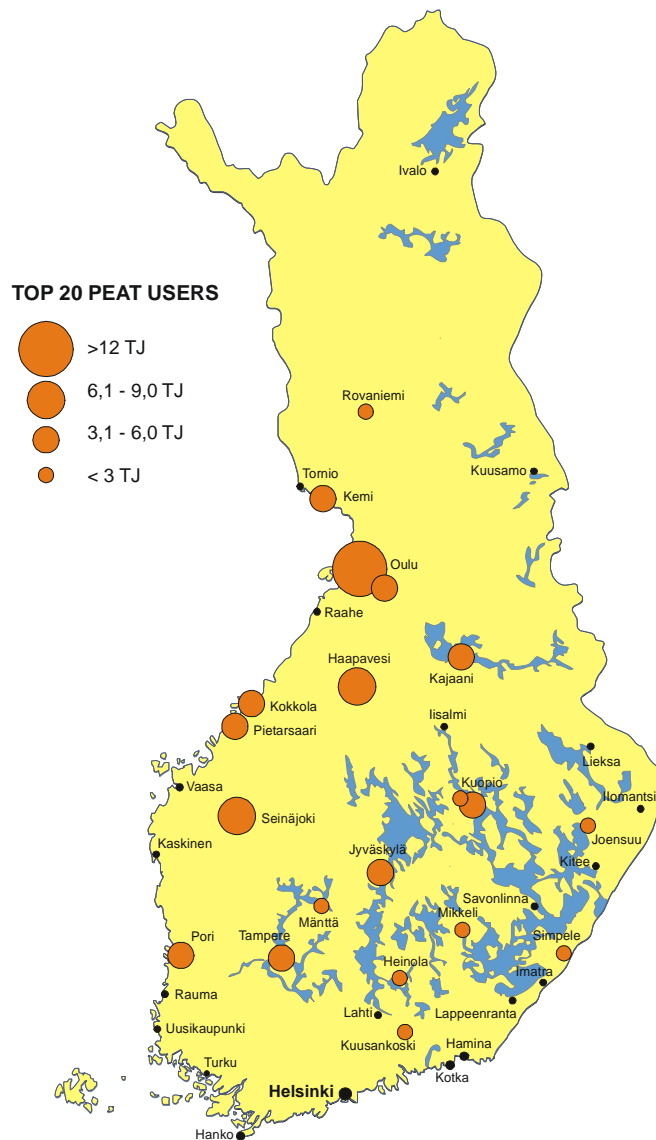 Ivalo
TOP 20 PEAT USERS
>12 TJ
6,1 - 9,0 TJ
3,1 - 6,0 TJ
< 3 TJ
Rovaniemi
Tornio
Kuusamo
Kemi
Oulu
Raahe
Haapavesi
Kajaani
Kokkola
Iisalmi
Pietarsaari
Lieksa
Vaasa
Kuopio
Ilomantsi
Seinäjoki
Joensuu
Kaskinen
Jyväskylä
Kitee
Savonlinna
Mänttä
Mikkeli
Pori
Tampere
Simpele
Heinola
Imatra
Rauma
Lahti
Lappeenranta
Uusikaupunki
Kuusankoski
Hamina
Turku
Kotka
Helsinki
Hanko